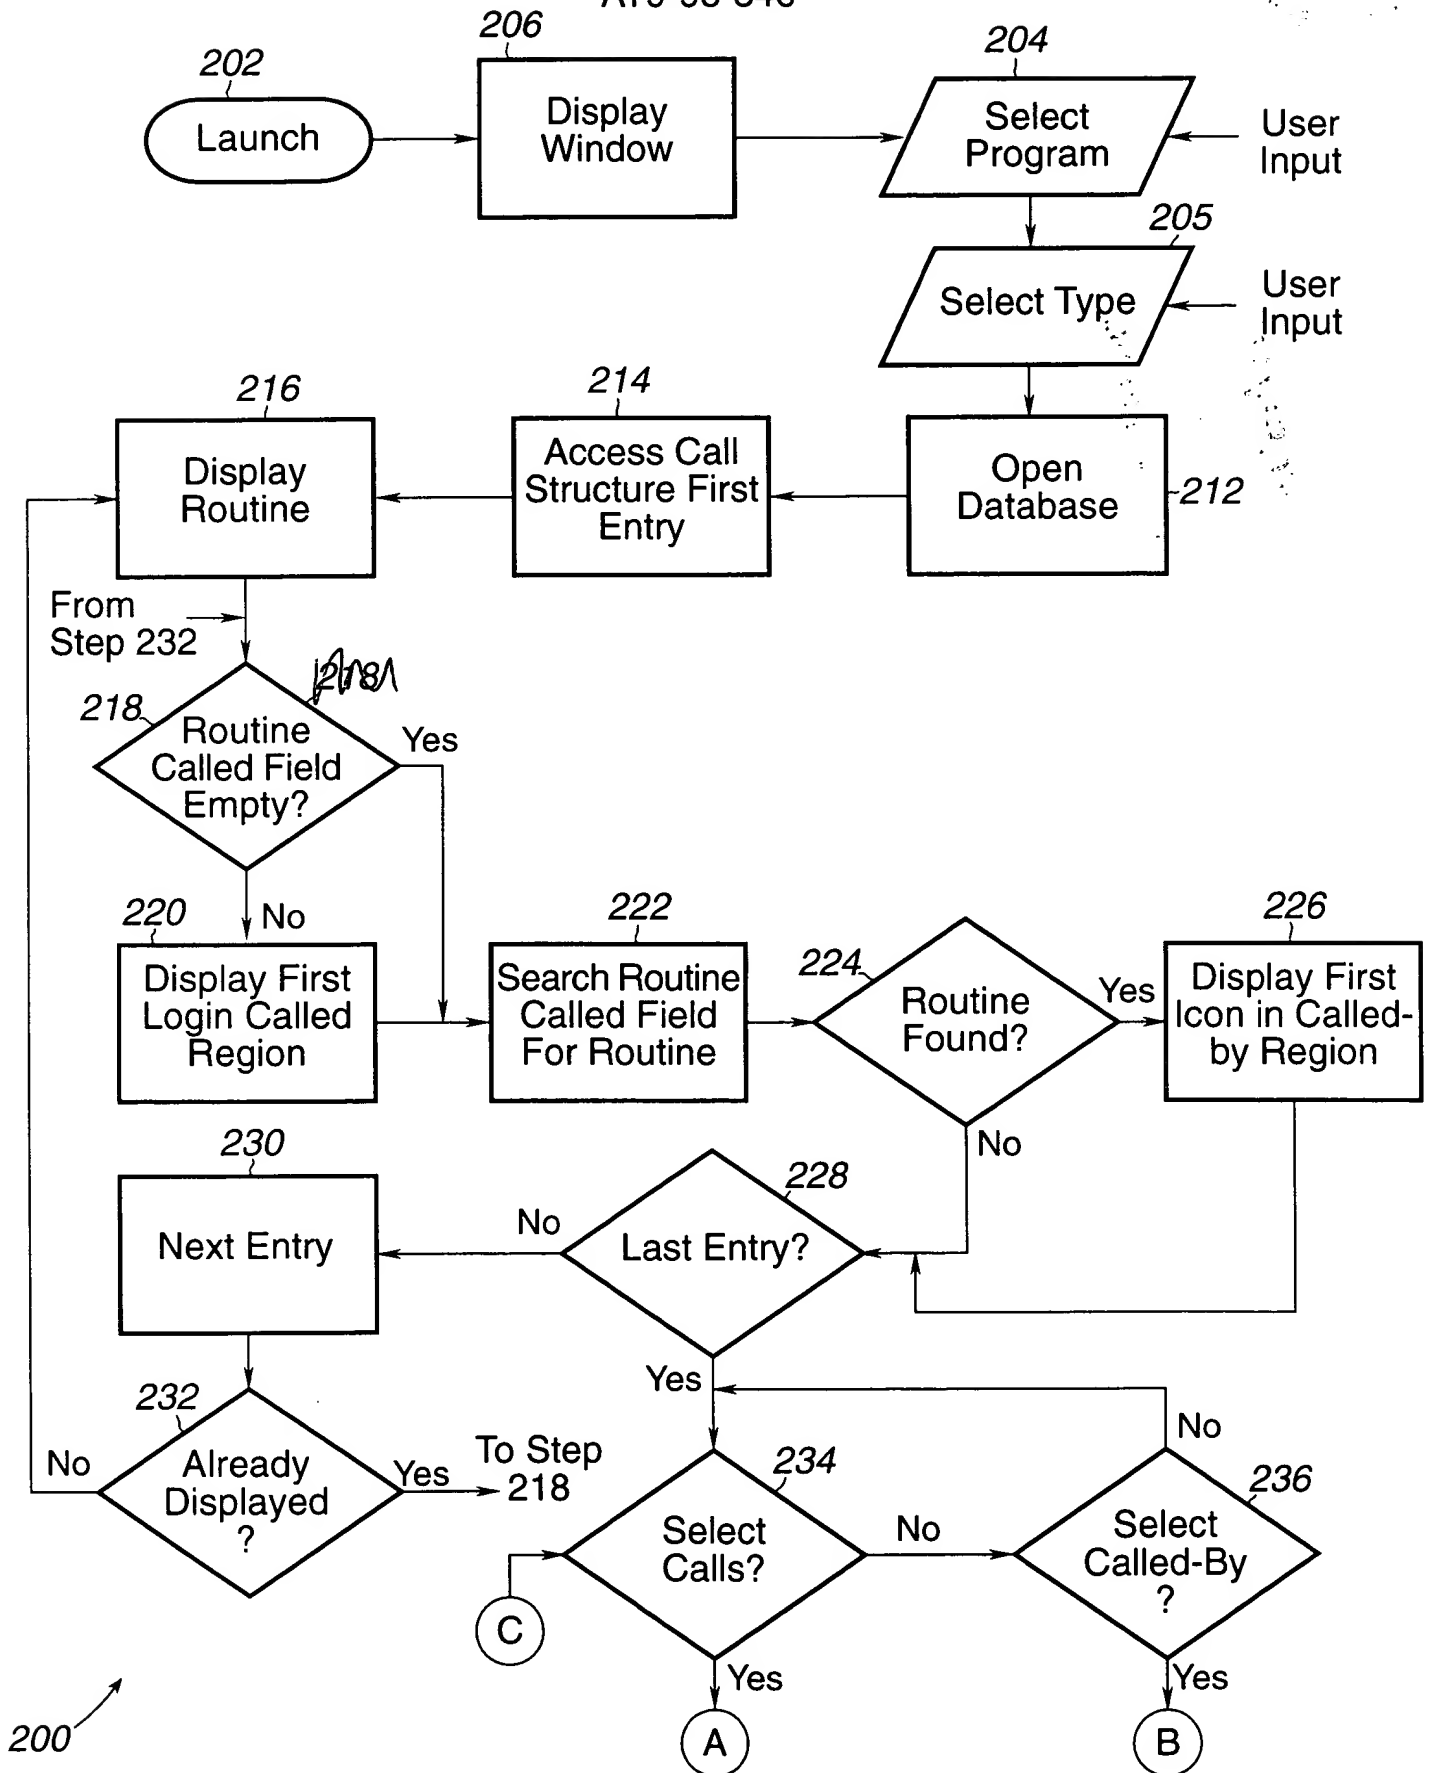 206
204
202
Launch
Display
Window
Select
Program
User
Input
205
Select Type
User
Input
216
214
Display
Routine
Access Call
Structure First
Entry
Open
Database
212
From
Step 232
218
218
Routine
Called Field
Empty?
Yes
No
220
Display First
Login Called
Region
222
Search Routine
Called Field
For Routine
224
Routine
Found?
Yes
No
226
Display First
Icon in Called-
by Region
230
Next Entry
No
228
Last Entry?
Yes
232
Already
Displayed
?
No
Yes
To Step
218
234
Select
Calls?
No
236
Select
Called-By
?
No
C
Yes
Yes
200
A
B